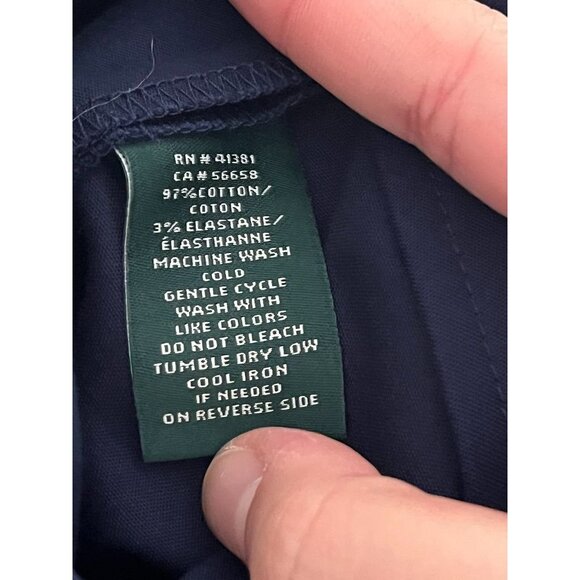 RN # 41381
CA # 56658
97%COTTON/
COTON
3% ELASTANE/
ÉLASTHANNE
MACHINE WASH
COLD
GENTLE CYCLE
WASH WITH
LIKE COLORS
DO NOT BLEACH
TUMBLE DRY LOW
COOL IRON
IF NEEDED
ON REVERSE SIDE